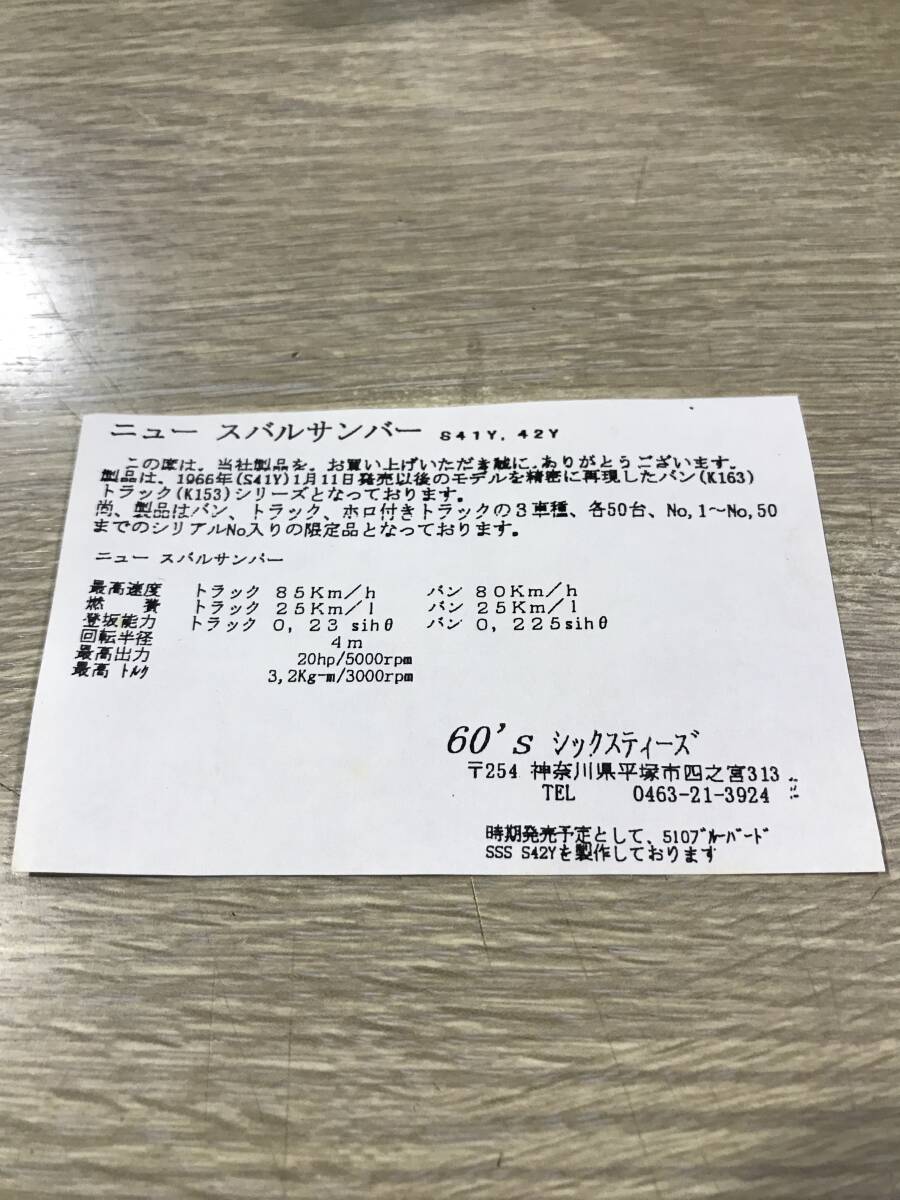 ニュー スバルサンバー S41Y, 42Y
この度は、当社製品を、お買い上げいただき誠に、ありがとうございます。
製品は、1966年(S41Y)1月11日発売以後のモデルを精密に再現したバン(K163)
トラック(K153)シリーズとなっております。
尚、製品はバン、トラック、ホロ付きトラックの3車種、各50台、No,1~No,50
までのシリアルNo入りの限定品となっております。
ニュー スバルサンバー
最高速度 トラック 85Km/h バン 80Km/h
燃 費 トラック 25Km/l バン 25Km/l
登坂能力 トラック 0, 23 sihθ バン 0, 225sihθ
回転半径 4m
最高出力 20hp/5000rpm
最高 トルク 3,2Kg-m/3000rpm
60's シックスティーズ
〒254 神奈川県平塚市四之宮313
TEL 0463-21-3924
時期発売予定として、510ブルーバード
SSS S42Yを製作しております